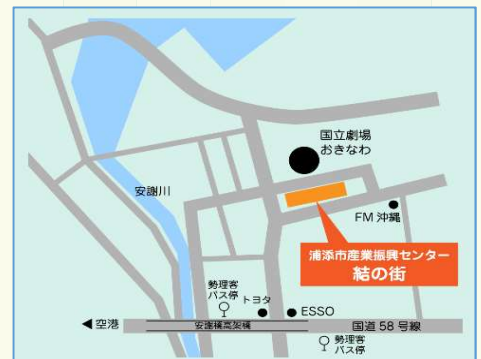 国立劇場
おきなわ
安謝川
FM 沖縄
浦添市産業振興センター
結の街
勢理客
バス停
トヨタ
ESSO
◀空港
安謝橋高架橋
国道 58 号線
勢理客
バス停